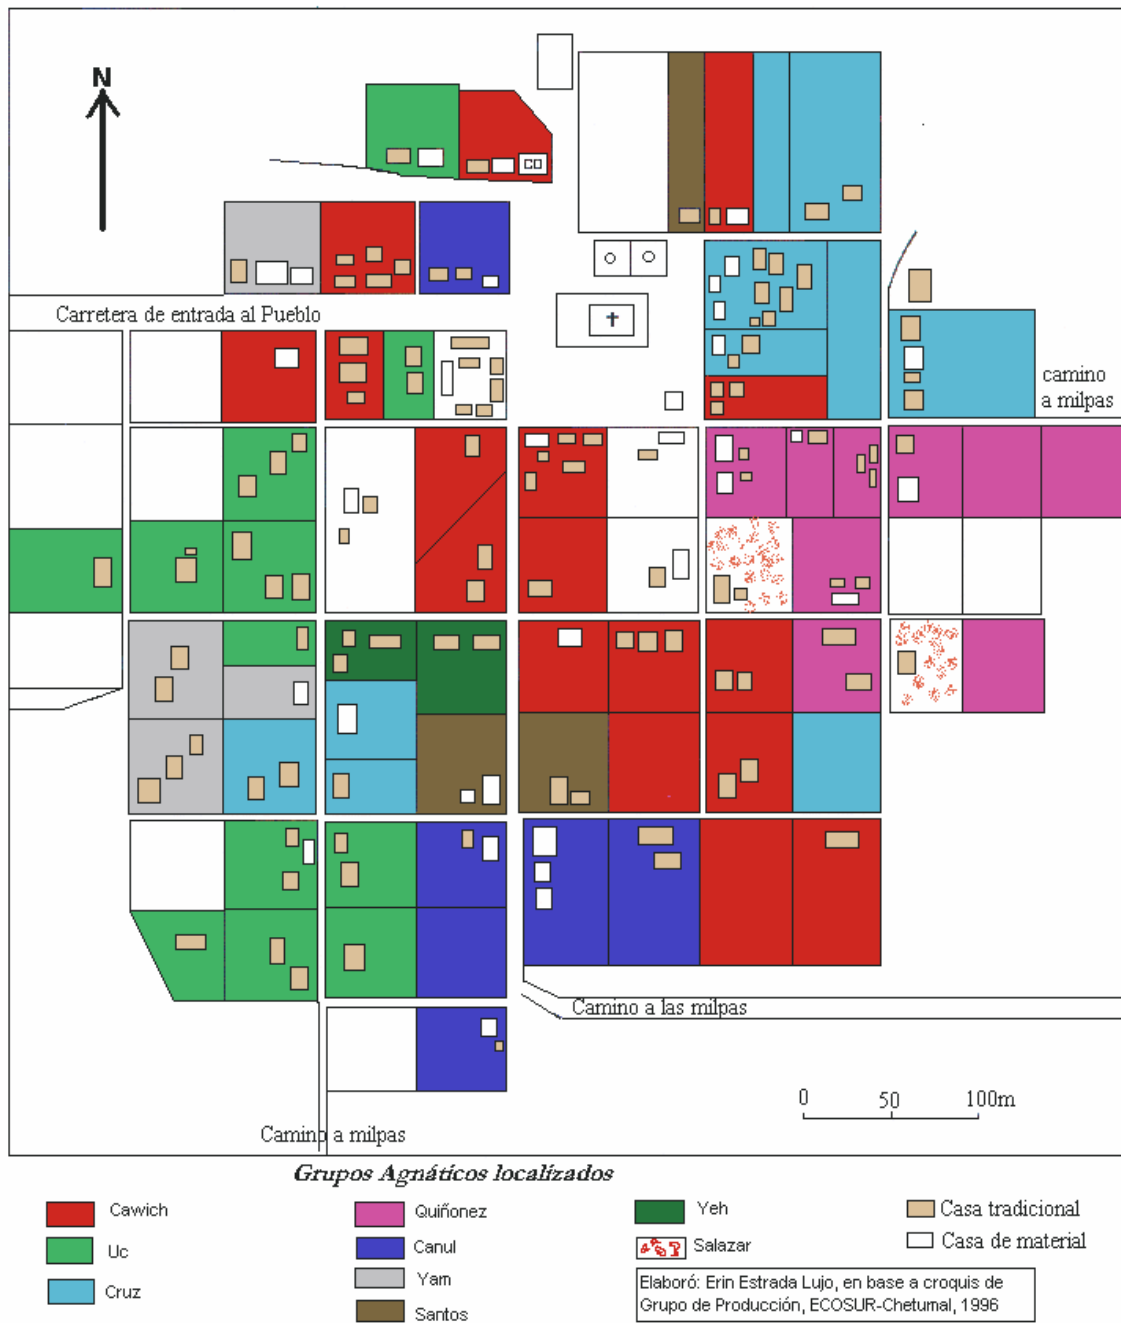 N
Carretera de entrada al Pueblo
camino
a milpas
Camino a las milpas
0 50 100m
Camino a milpas
Grupos Agnáticos localizados
Cawich
Uc
Cruz
Quiñonez
Canul
Yam
Santos
Yeh
Salazar
Casa tradicional
Casa de material
Elaboró: Erin Estrada Lujo, en base a croquis de
Grupo de Producción, ECOSUR-Chetumal, 1996